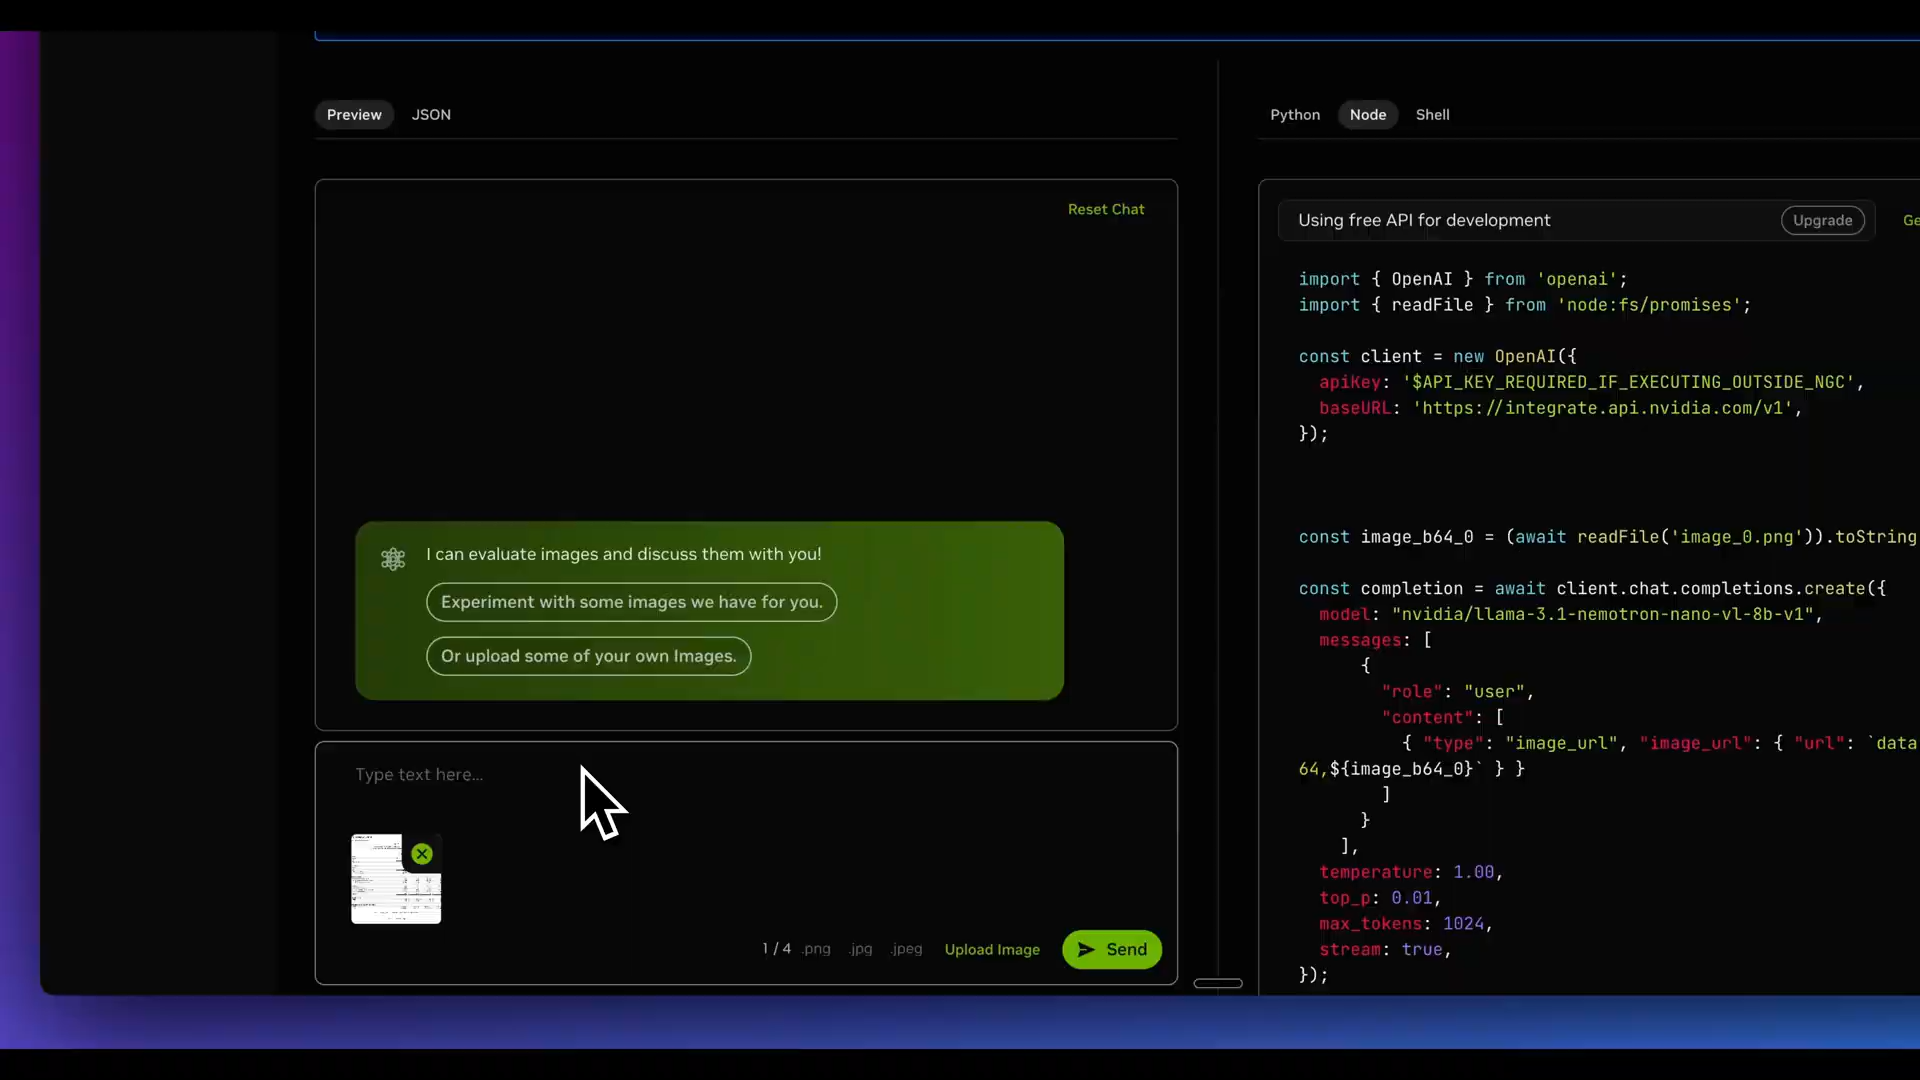 Preview JSON
Reset Chat
I can evaluate images and discuss them with you!
Experiment with some images we have for you.
Or upload some of your own Images.
Type text here...
1 / 4 .png .jpg .jpeg Upload Image Send
Python Node Shell
Using free API for development Upgrade Ge
import { OpenAI } from 'openai';
import { readFile } from 'node:fs/promises';
const client = new OpenAI({
apiKey: '$API_KEY_REQUIRED_IF_EXECUTING_OUTSIDE_NGC',
baseURL: 'https://integrate.api.nvidia.com/v1',
});
const image_b64_0 = (await readFile('image_0.png')).toString
const completion = await client.chat.completions.create({
model: "nvidia/llama-3.1-nemotron-nano-vl-8b-v1",
messages: [
{
"role": "user",
"content": [
{ "type": "image_url", "image_url": { "url": `data
64,${image_b64_0}` } }
]
}
],
temperature: 1.00,
top_p: 0.01,
max_tokens: 1024,
stream: true,
});